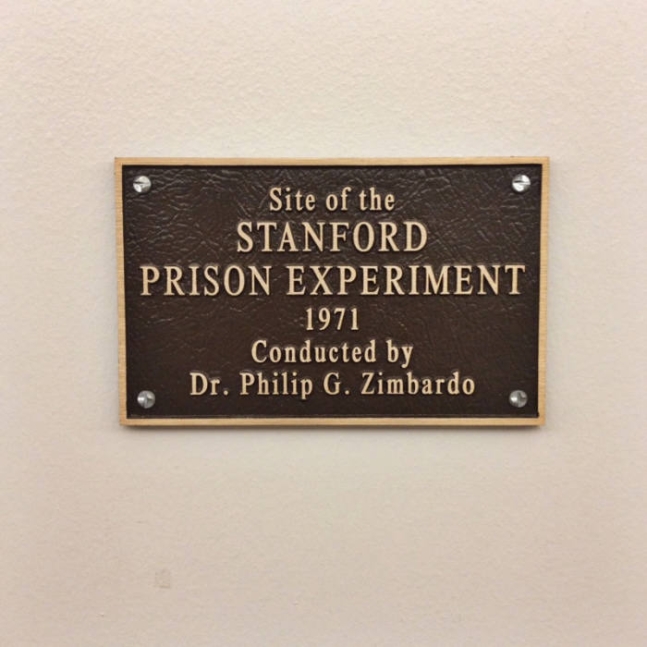 Site of the
STANFORD
PRISON EXPERIMENT
1971
Conducted by
Dr. Philip G. Zimbardo